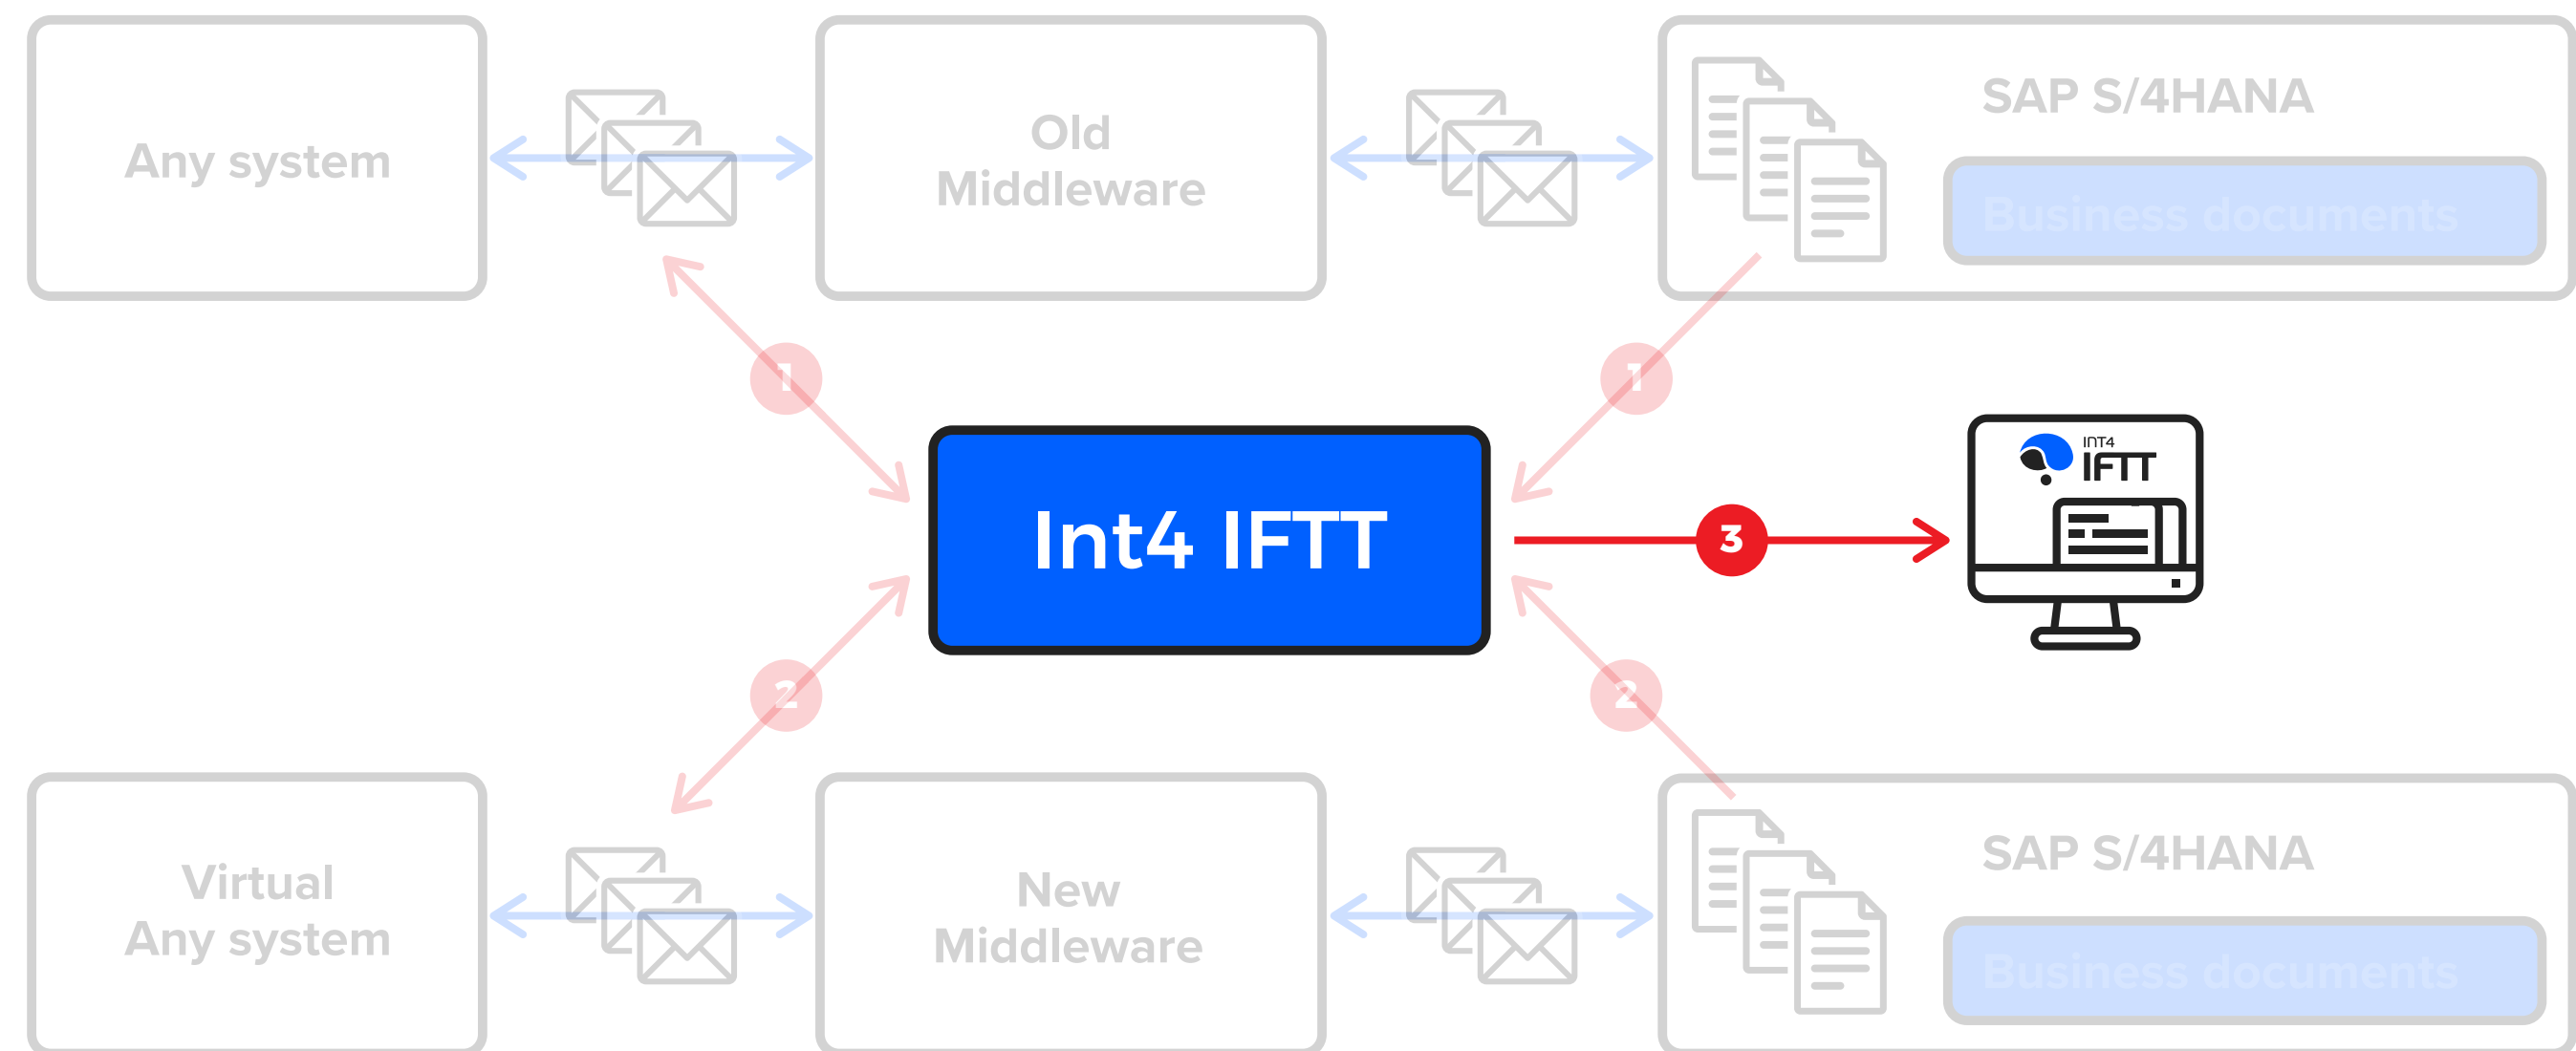 Any system
Old
Middleware
SAP S/4HANA
Business documents
1
1
INT4
IFTT
Int4 IFTT
3
2
2
Virtual
Any system
New
Middleware
SAP S/4HANA
Business documents